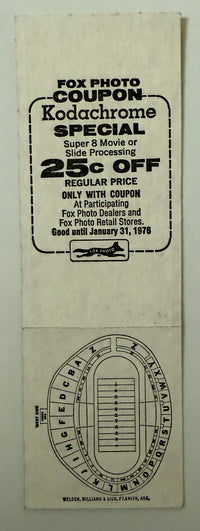 FOX PHOTO
COUPON
Kodachrome
SPECIAL
Super 8 Movie or
Slide Processing
25¢ OFF
REGULAR PRICE
ONLY WITH COUPON
At Participating
Fox Photo Dealers and
Fox Photo Retail Stores.
Good until January 31, 1976
FOX PHOTO
WEST SIDE
A B C D E F G H I J K L M N O P Q R S T U V W X Y Z
WELDON, WILLIAMS & LICK, FT. SMITH, ARK.